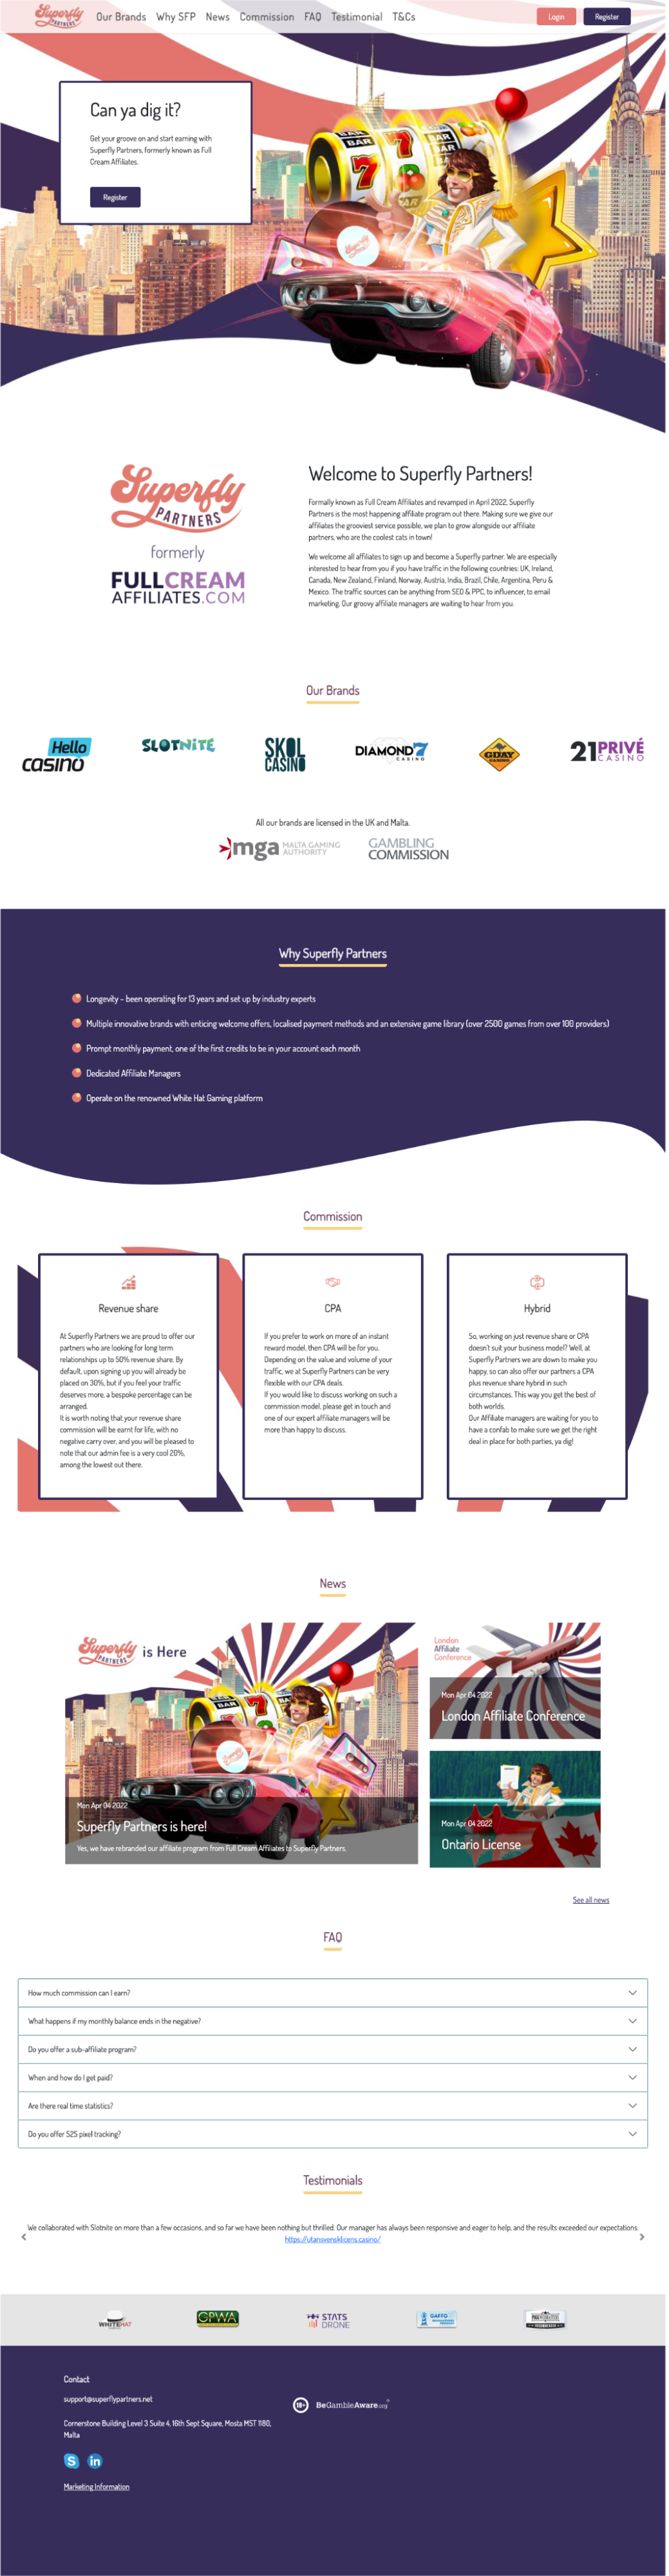 Superfly
PARTNERS
Our Brands Why SFP News Commission FAQ Testimonial T&Cs
Login
Register
Can ya dig it?
Get your groove on and start earning with
Superfly Partners, formerly known as Full
Cream Affiliates.
Register
BAR
7
BAR
BAR
7
Superfly
PARTNERS
formerly
FULLCREAM
AFFILIATES.COM
Welcome to Superfly Partners!
Formally known as Full Cream Affiliates and revamped in April 2022, Superfly
Partners is the most happening affiliate program out there. Making sure we give our
affiliates the grooviest service possible, we plan to grow alongside our affiliate
partners, who are the coolest cats in town!
We welcome all affiliates to sign up and become a Superfly partner. We are especially
interested to hear from you if you have traffic in the following countries: UK, Ireland,
Canada, New Zealand, Finland, Norway, Austria, India, Brazil, Chile, Argentina, Peru &
Mexico. The traffic sources can be anything from SEO & PPC, to influencer, to email
marketing. Our groovy affiliate managers are waiting to hear from you.
Our Brands
Hello
casino
SLOTNITE
SKOL
CASINO
DIAMOND7
CASINO
GDAY
CASINO
21PRIVÉ
CASINO
All our brands are licensed in the UK and Malta.
mga MALTA GAMING
AUTHORITY
GAMBLING
COMMISSION
Why Superfly Partners
Longevity – been operating for 13 years and set up by industry experts
Multiple innovative brands with enticing welcome offers, localised payment methods and an extensive game library (over 2500 games from over 100 providers)
Prompt monthly payment, one of the first credits to be in your account each month
Dedicated Affiliate Managers
Operate on the renowned White Hat Gaming platform
Commission
Revenue share
At Superfly Partners we are proud to offer our
partners who are looking for long term
relationships up to 50% revenue share. By
default, upon signing up you will already be
placed on 30%, but if you feel your traffic
deserves more, a bespoke percentage can be
arranged.
It is worth noting that your revenue share
commission will be earnt for life, with no
negative carry over, and you will be pleased to
note that our admin fee is a very cool 20%,
among the lowest out there.
CPA
If you prefer to work on more of an instant
reward model, then CPA will be for you.
Depending on the value and volume of your
traffic, we at Superfly Partners can be very
flexible with our CPA deals.
If you would like to discuss working on such a
commission model, please get in touch and
one of our expert affiliate managers will be
more than happy to discuss.
Hybrid
So, working on just revenue share or CPA
doesn't suit your business model? Well, at
Superfly Partners we are down to make you
happy, so can also offer our partners a CPA
plus revenue share hybrid in such
circumstances. This way you get the best of
both worlds.
Our Affiliate managers are waiting for you to
have a confab to make sure we get the right
deal in place for both parties, ya dig!
News
Superfly
PARTNERS
is Here
BAR
7
Mon Apr 04 2022
Superfly Partners is here!
Yes, we have rebranded our affiliate program from Full Cream Affiliates to Superfly Partners.
London
Affiliate
Conference
Mon Apr 04 2022
London Affiliate Conference
Mon Apr 04 2022
Ontario License
See all news
FAQ
How much commission can I earn?
What happens if my monthly balance ends in the negative?
Do you offer a sub-affiliate program?
When and how do I get paid?
Are there real time statistics?
Do you offer S2S pixel tracking?
Testimonials
We collaborated with Slotnite on more than a few occasions, and so far we have been nothing but thrilled. Our manager has always been responsive and eager to help, and the results exceeded our expectations.
https://utansvensklicens.casino/
WHITEHAT
GPWA
STATS
DRONE
GAFFG
Contact
support@superflypartners.net
Cornerstone Building Level 3 Suite 4, 16th Sept Square, Mosta MST 1180,
Malta
18+
BeGambleAware.org
Marketing Information